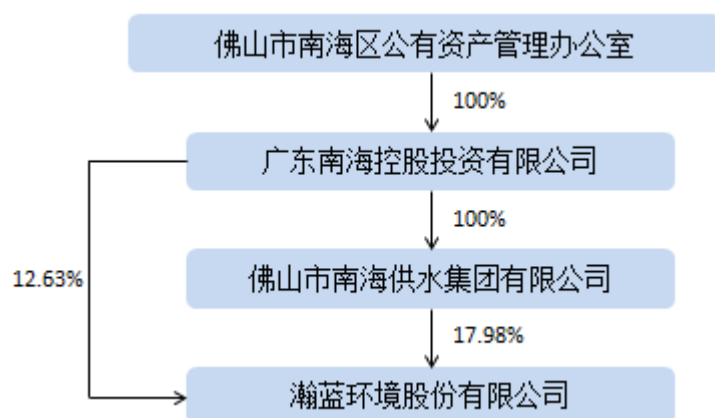 佛山市南海区公有资产管理办公室
100%
广东南海控股投资有限公司
100%
12.63%
佛山市南海供水集团有限公司
17.98%
瀚蓝环境股份有限公司